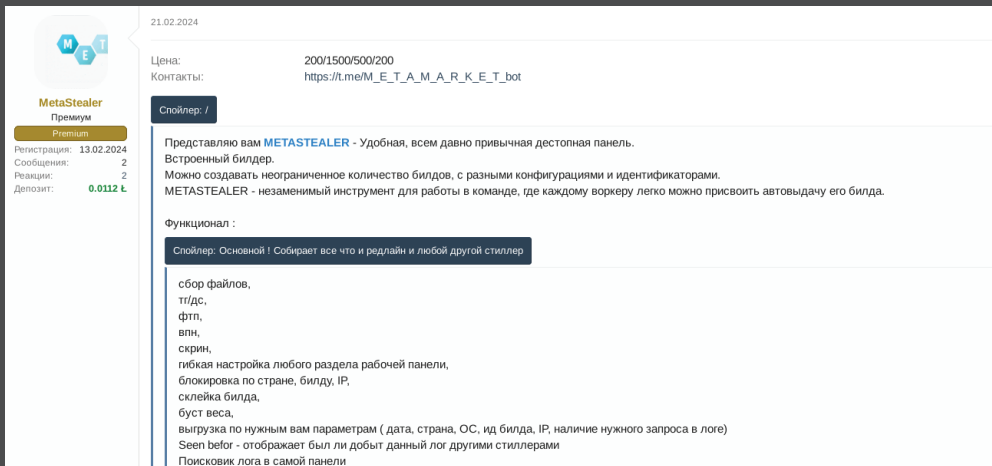 21.02.2024
M E T
MetaStealer
Премиум
Premium
Регистрация: 13.02.2024
Сообщения: 2
Реакции: 2
Депозит: 0.0112 Ł
Цена: 200/1500/500/200
Контакты: https://t.me/M_E_T_A_M_A_R_K_E_T_bot
Спойлер: /
Представляю вам METASTEALER - Удобная, всем давно привычная дестопная панель.
Встроенный билдер.
Можно создавать неограниченное количество билдов, с разными конфигурациями и идентификаторами.
METASTEALER - незаменимый инструмент для работы в команде, где каждому воркеру легко можно присвоить автовыдачу его билда.
Функционал :
Спойлер: Основной ! Собирает все что и редлайн и любой другой стиллер
сбор файлов,
тг/дс,
фтп,
впн,
скрин,
гибкая настройка любого раздела рабочей панели,
блокировка по стране, билду, IP,
склейка билда,
буст веса,
выгрузка по нужным вам параметрам ( дата, страна, ОС, ид билда, IP, наличие нужного запроса в логе)
Seen befor - отображает был ли добыт данный лог другими стиллерами
Поисковик лога в самой панели